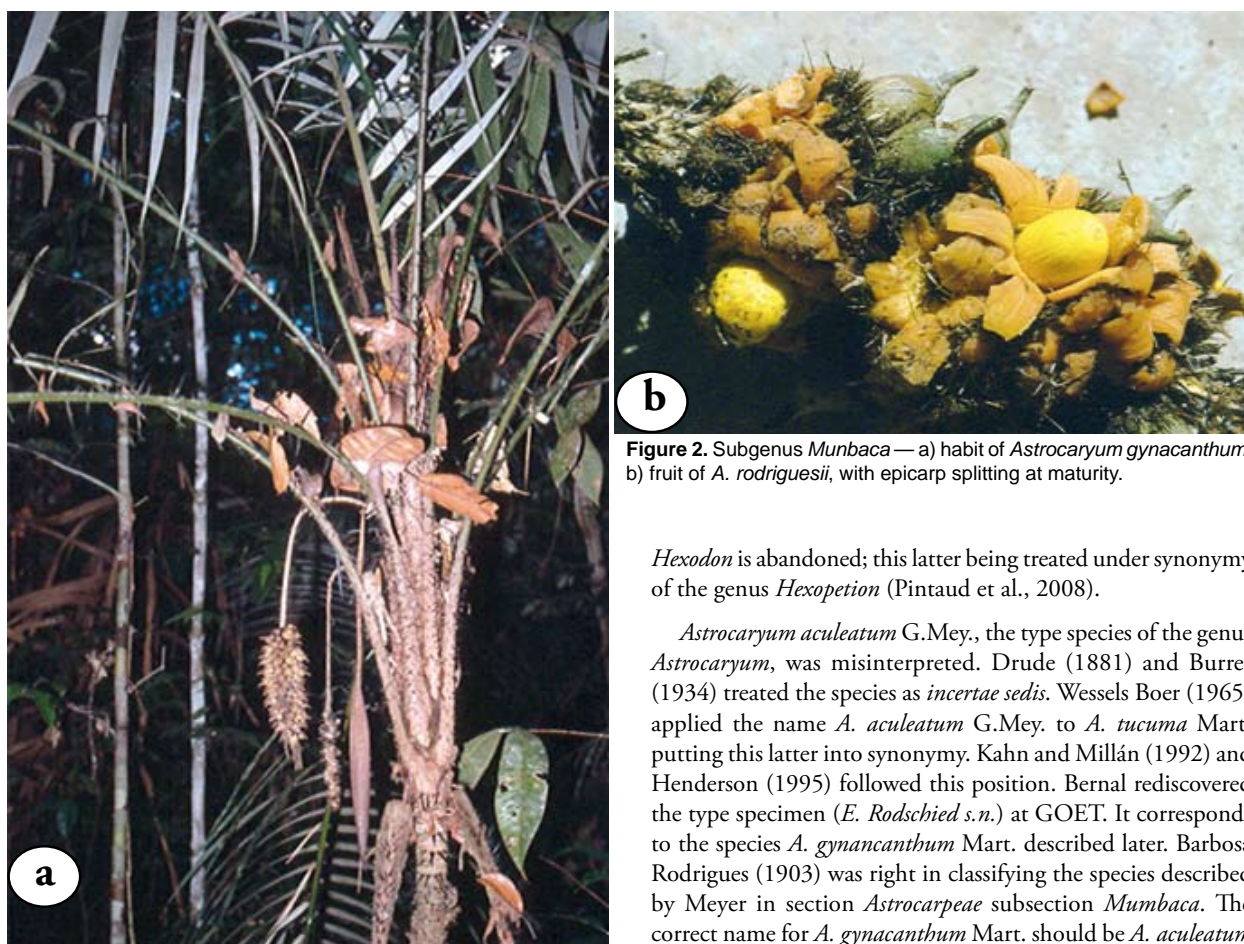 a
b
Figure 2. Subgenus Munbaca — a) habit of Astrocaryum gynacanthum
b) fruit of A. rodriguesii, with epicarp splitting at maturity.
Hexodon is abandoned; this latter being treated under synonymy
of the genus Hexopetion (Pintaud et al., 2008).
Astrocaryum aculeatum G.Mey., the type species of the genu
Astrocaryum, was misinterpreted. Drude (1881) and Burre
(1934) treated the species as incertae sedis. Wessels Boer (1965
applied the name A. aculeatum G.Mey. to A. tucuma Mart
putting this latter into synonymy. Kahn and Millán (1992) and
Henderson (1995) followed this position. Bernal rediscovered
the type specimen (E. Rodschied s.n.) at GOET. It correspond
to the species A. gynancanthum Mart. described later. Barbosa
Rodrigues (1903) was right in classifying the species described
by Meyer in section Astrocarpeae subsection Mumbaca. The
correct name for A. gynacanthum Mart. should be A. aculeatum